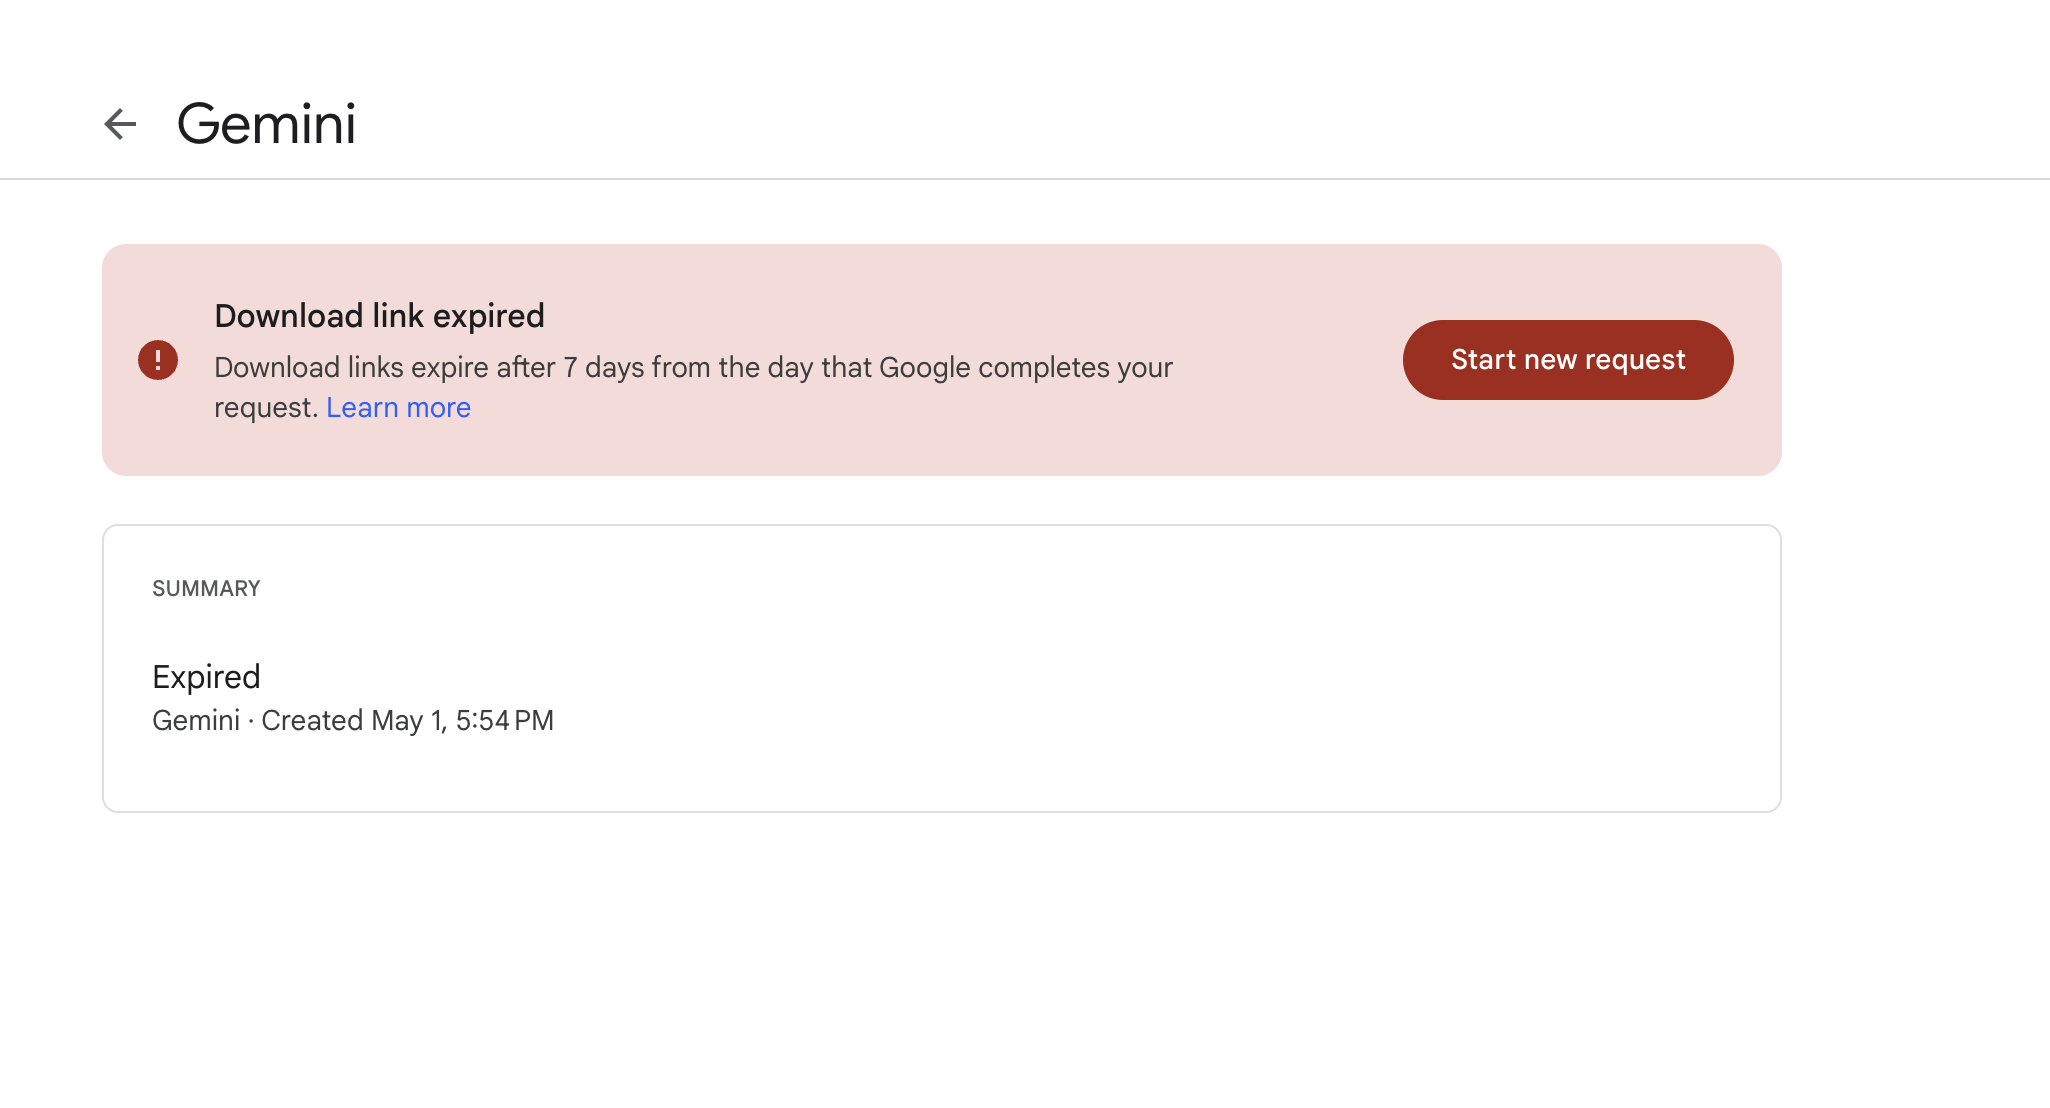 Gemini
Download link expired
Download links expire after 7 days from the day that Google completes your
request. Learn more
Start new request
SUMMARY
Expired
Gemini · Created May 1, 5:54 PM